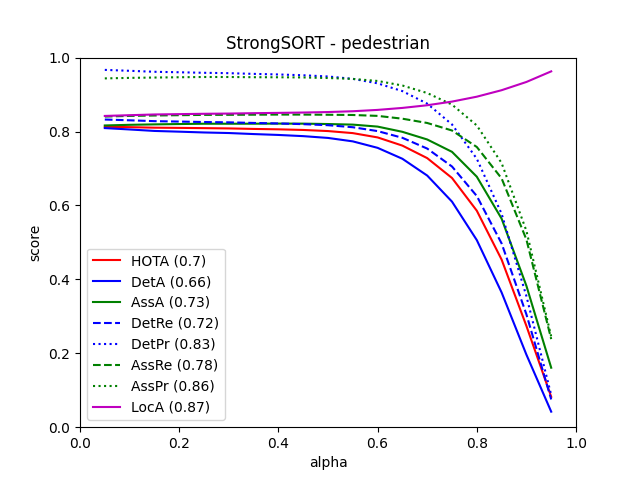 StrongSORT - pedestrian
1.0
0.8
0.6
0.4
0.2
0.0
score
HOTA (0.7)
DetA (0.66)
AssA (0.73)
DetRe (0.72)
DetPr (0.83)
AssRe (0.78)
AssPr (0.86)
LocA (0.87)
0.0 0.2 0.4 0.6 0.8 1.0
alpha